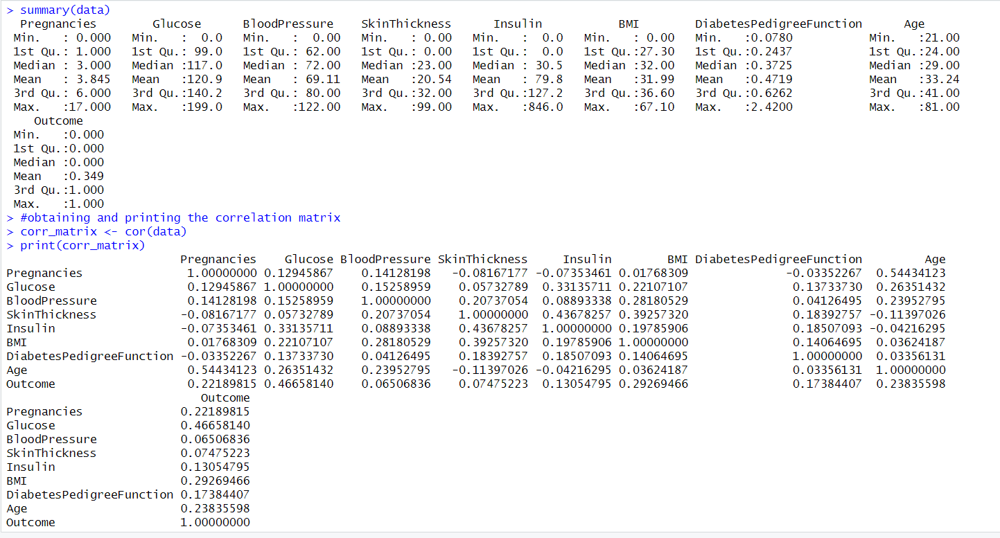 > summary(data)
  Pregnancies        Glucose      BloodPressure    SkinThickness      Insulin           BMI        DiabetesPedigreeFunction      Age
 Min.   : 0.000   Min.   :  0.0   Min.   :  0.00   Min.   : 0.00   Min.   :  0.0   Min.   : 0.00   Min.   :0.0780           Min.   :21.00
 1st Qu.: 1.000   1st Qu.: 99.0   1st Qu.: 62.00   1st Qu.: 0.00   1st Qu.:  0.0   1st Qu.:27.30   1st Qu.:0.2437           1st Qu.:24.00
 Median : 3.000   Median :117.0   Median : 72.00   Median :23.00   Median : 30.5   Median :32.00   Median :0.3725           Median :29.00
 Mean   : 3.845   Mean   :120.9   Mean   : 69.11   Mean   :20.54   Mean   : 79.8   Mean   :31.99   Mean   :0.4719           Mean   :33.24
 3rd Qu.: 6.000   3rd Qu.:140.2   3rd Qu.: 80.00   3rd Qu.:32.00   3rd Qu.:127.2   3rd Qu.:36.60   3rd Qu.:0.6262           3rd Qu.:41.00
 Max.   :17.000   Max.   :199.0   Max.   :122.00   Max.   :99.00   Max.   :846.0   Max.   :67.10   Max.   :2.4200           Max.   :81.00
    Outcome
 Min.   :0.000
 1st Qu.:0.000
 Median :0.000
 Mean   :0.349
 3rd Qu.:1.000
 Max.   :1.000
> #obtaining and printing the correlation matrix
> corr_matrix <- cor(data)
> print(corr_matrix)
                         Pregnancies    Glucose BloodPressure SkinThickness     Insulin        BMI DiabetesPedigreeFunction         Age
Pregnancies               1.00000000 0.12945867    0.14128198   -0.08167177 -0.07353461 0.01768309              -0.03352267  0.54434123
Glucose                   0.12945867 1.00000000    0.15258959    0.05732789  0.33135711 0.22107107               0.13733730  0.26351432
BloodPressure             0.14128198 0.15258959    1.00000000    0.20737054  0.08893338 0.28180529               0.04126495  0.23952795
SkinThickness            -0.08167177 0.05732789    0.20737054    1.00000000  0.43678257 0.39257320               0.18392757 -0.11397026
Insulin                  -0.07353461 0.33135711    0.08893338    0.43678257  1.00000000 0.19785906               0.18507093 -0.04216295
BMI                       0.01768309 0.22107107    0.28180529    0.39257320  0.19785906 1.00000000               0.14064695  0.03624187
DiabetesPedigreeFunction -0.03352267 0.13733730    0.04126495    0.18392757  0.18507093 0.14064695               1.00000000  0.03356131
Age                       0.54434123 0.26351432    0.23952795   -0.11397026 -0.04216295 0.03624187               0.03356131  1.00000000
Outcome                   0.22189815 0.46658140    0.06506836    0.07475223  0.13054795 0.29269466               0.17384407  0.23835598
                            Outcome
Pregnancies              0.22189815
Glucose                  0.46658140
BloodPressure            0.06506836
SkinThickness            0.07475223
Insulin                  0.13054795
BMI                      0.29269466
DiabetesPedigreeFunction 0.17384407
Age                      0.23835598
Outcome                  1.00000000